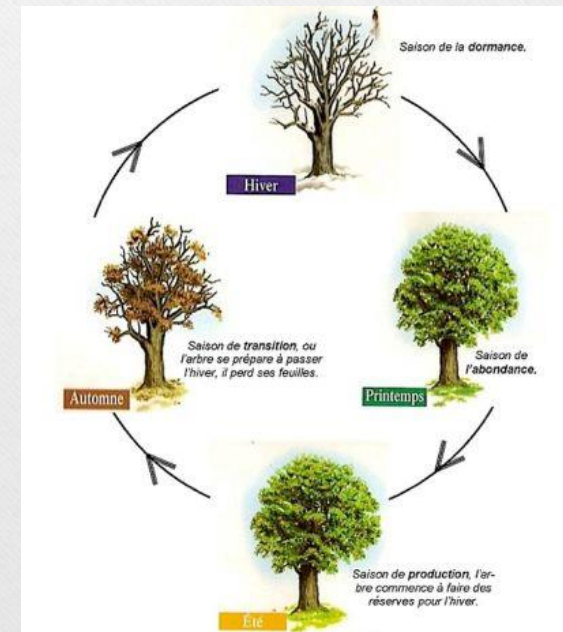 Saison de la dormance.
Hiver
Saison de transition, ou
l'arbre se prépare à passer
l'hiver, il perd ses feuilles.
Automne
Saison de
l'abondance.
Printemps
Saison de production, l'ar-
bre commence à faire des
réserves pour l'hiver.
Été